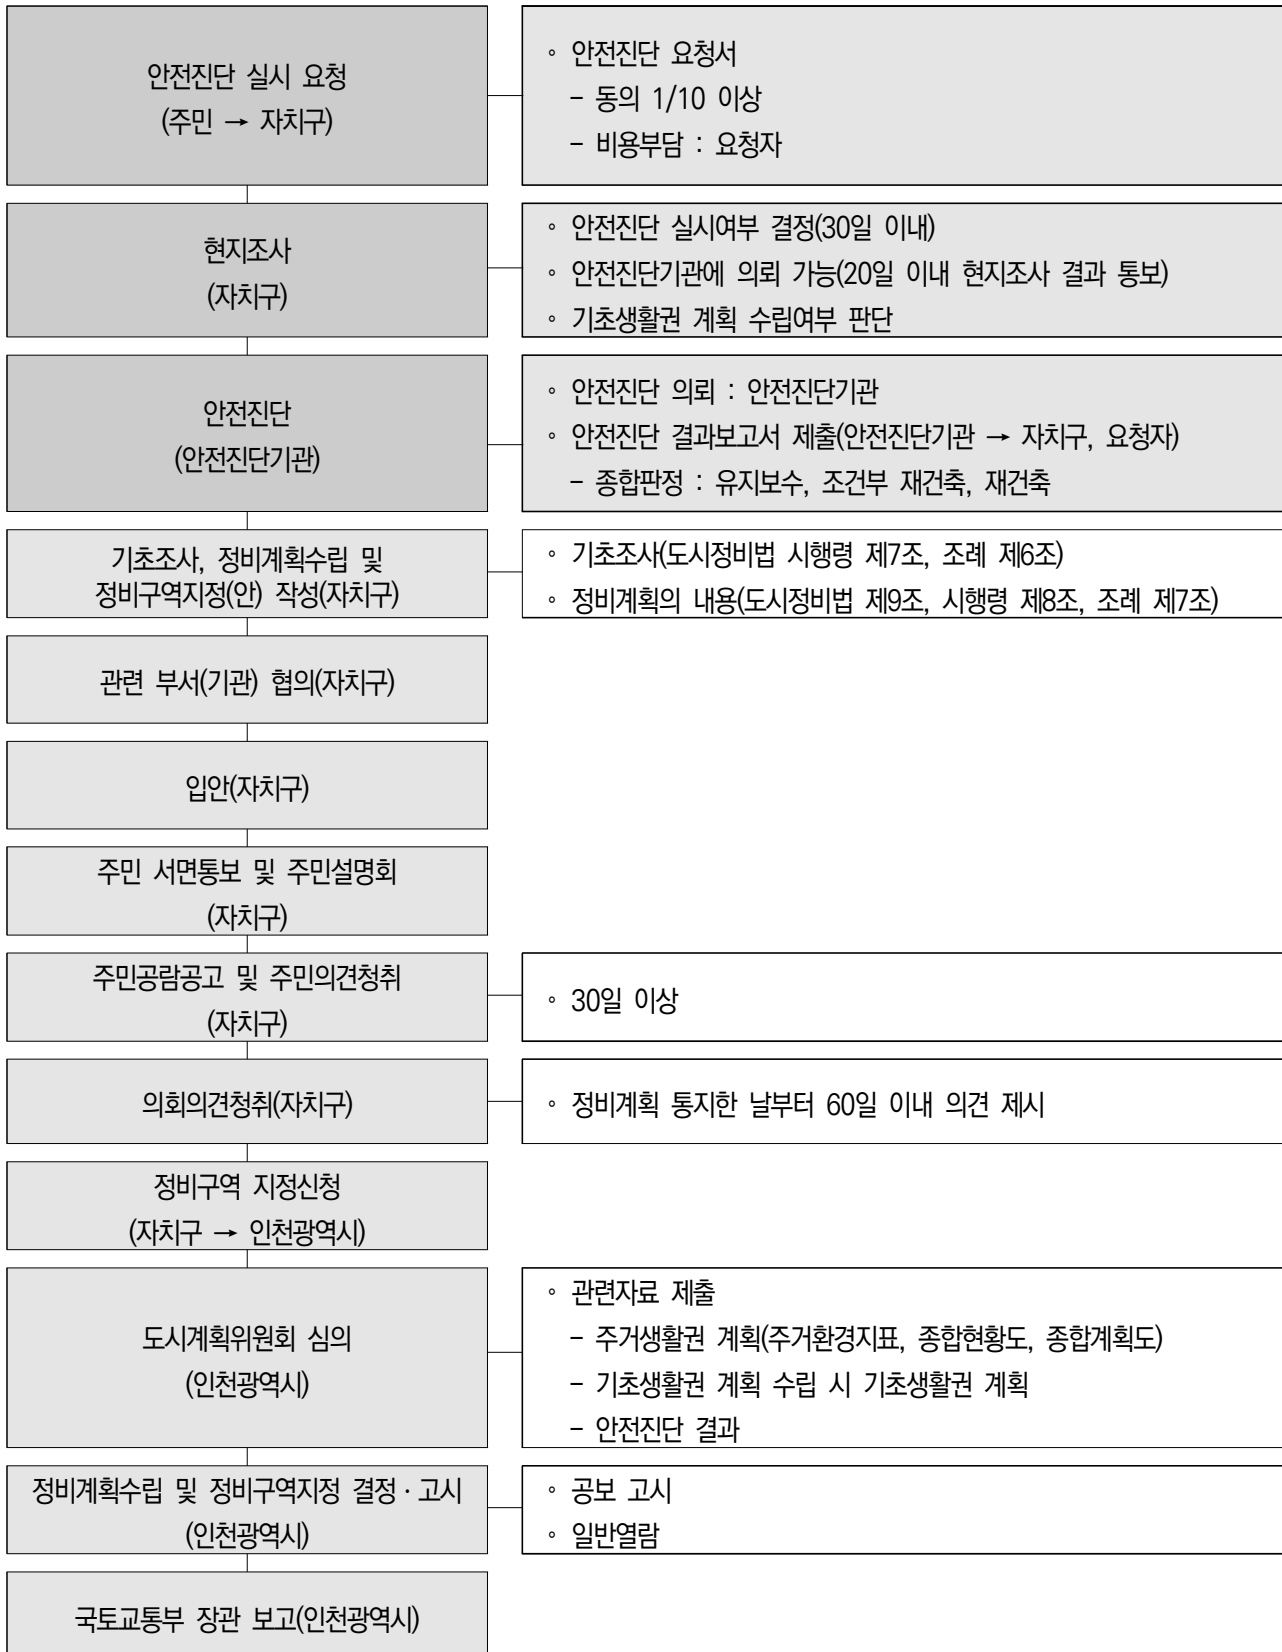 안전진단 실시 요청
(주민 → 자치구)
◦ 안전진단 요청서
- 동의 1/10 이상
- 비용부담 : 요청자
현지조사
(자치구)
◦ 안전진단 실시여부 결정(30일 이내)
◦ 안전진단기관에 의뢰 가능(20일 이내 현지조사 결과 통보)
◦ 기초생활권 계획 수립여부 판단
안전진단
(안전진단기관)
◦ 안전진단 의뢰 : 안전진단기관
◦ 안전진단 결과보고서 제출(안전진단기관 → 자치구, 요청자)
- 종합판정 : 유지보수, 조건부 재건축, 재건축
기초조사, 정비계획수립 및
정비구역지정(안) 작성(자치구)
◦ 기초조사(도시정비법 시행령 제7조, 조례 제6조)
◦ 정비계획의 내용(도시정비법 제9조, 시행령 제8조, 조례 제7조)
관련 부서(기관) 협의(자치구)
입안(자치구)
주민 서면통보 및 주민설명회
(자치구)
주민공람공고 및 주민의견청취
(자치구)
◦ 30일 이상
의회의견청취(자치구)
◦ 정비계획 통지한 날부터 60일 이내 의견 제시
정비구역 지정신청
(자치구 → 인천광역시)
도시계획위원회 심의
(인천광역시)
◦ 관련자료 제출
- 주거생활권 계획(주거환경지표, 종합현황도, 종합계획도)
- 기초생활권 계획 수립 시 기초생활권 계획
- 안전진단 결과
정비계획수립 및 정비구역지정 결정·고시
(인천광역시)
◦ 공보 고시
◦ 일반열람
국토교통부 장관 보고(인천광역시)